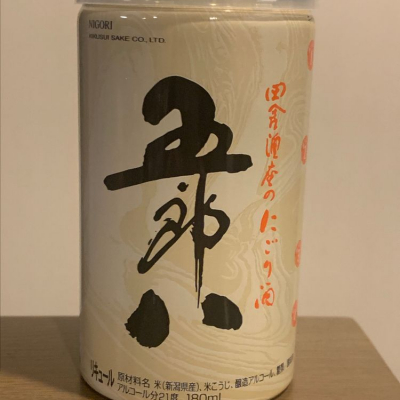 NIGORI
KIKUSUI SAKE CO., LTD.
五郎八
田舎酒庵のにごり酒
リキュール
原材料名 米(新潟県産)、米こうじ、醸造アルコール、糖類
アルコール分21度 180ml